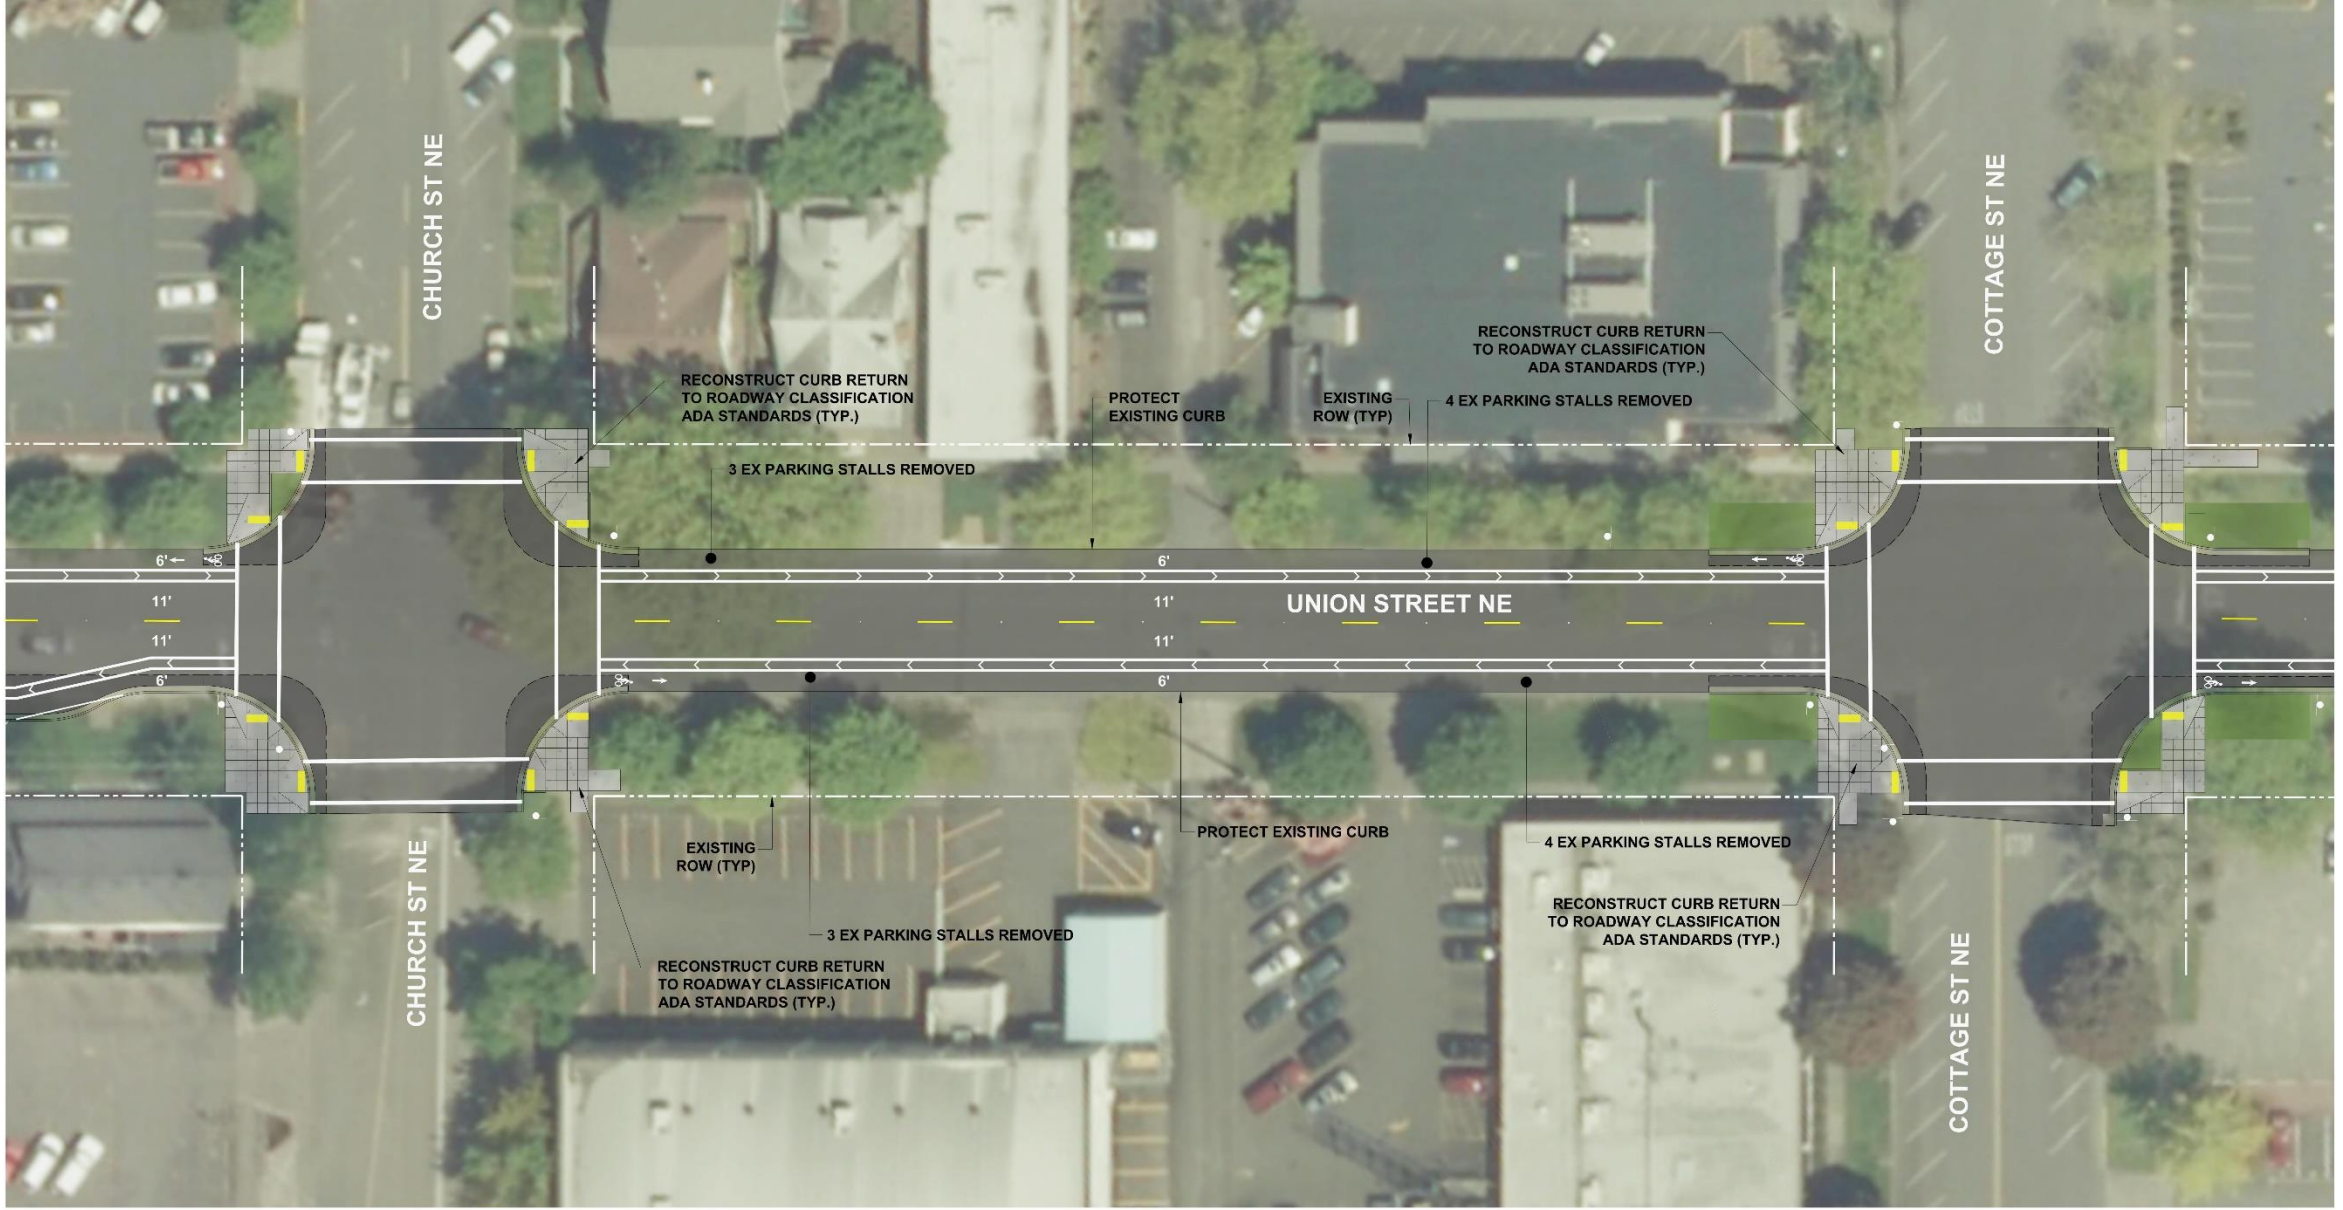 CHURCH ST NE
COTTAGE ST NE
RECONSTRUCT CURB RETURN
TO ROADWAY CLASSIFICATION
ADA STANDARDS (TYP.)
RECONSTRUCT CURB RETURN
TO ROADWAY CLASSIFICATION
ADA STANDARDS (TYP.)
PROTECT
EXISTING CURB
EXISTING
ROW (TYP)
4 EX PARKING STALLS REMOVED
3 EX PARKING STALLS REMOVED
6'
6'
11'
11'
UNION STREET NE
11'
11'
6'
6'
PROTECT EXISTING CURB
EXISTING
ROW (TYP)
4 EX PARKING STALLS REMOVED
3 EX PARKING STALLS REMOVED
RECONSTRUCT CURB RETURN
TO ROADWAY CLASSIFICATION
ADA STANDARDS (TYP.)
RECONSTRUCT CURB RETURN
TO ROADWAY CLASSIFICATION
ADA STANDARDS (TYP.)
CHURCH ST NE
COTTAGE ST NE